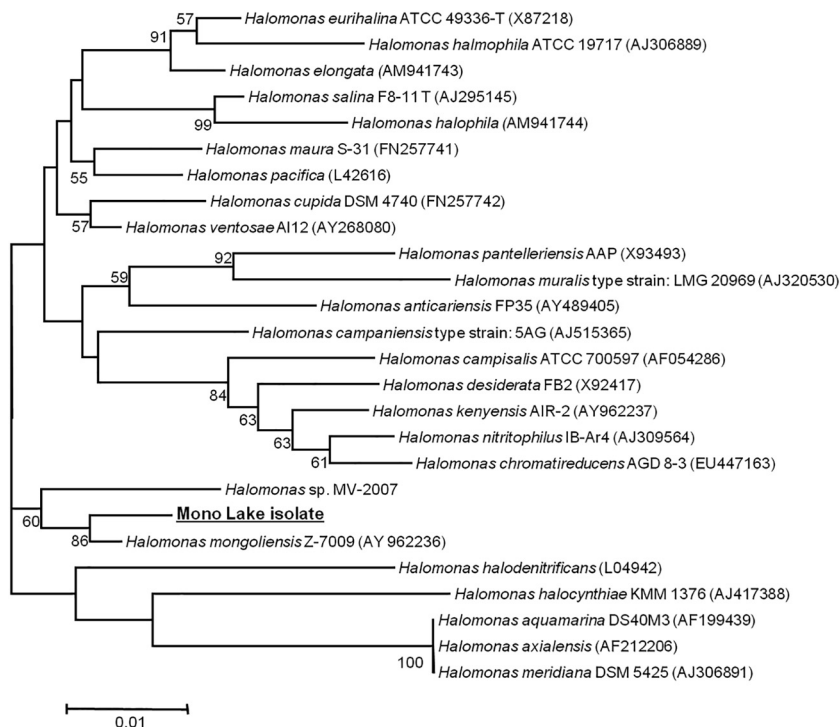 57 Halomonas eurihalina ATCC 49336-T (X87218)
91 Halomonas halmophila ATCC 19717 (AJ306889)
Halomonas elongata (AM941743)
Halomonas salina F8-11T (AJ295145)
99 Halomonas halophila (AM941744)
Halomonas maura S-31 (FN257741)
55 Halomonas pacifica (L42616)
Halomonas cupida DSM 4740 (FN257742)
57 Halomonas ventosae Al12 (AY268080)
92 Halomonas pantelleriensis AAP (X93493)
59 Halomonas muralis type strain: LMG 20969 (AJ320530)
Halomonas anticariensis FP35 (AY489405)
Halomonas campaniensis type strain: 5AG (AJ515365)
Halomonas campisalis ATCC 700597 (AF054286)
84 Halomonas desiderata FB2 (X92417)
63 Halomonas kenyensis AIR-2 (AY962237)
63 Halomonas nitritophilus IB-Ar4 (AJ309564)
61 Halomonas chromatireducens AGD 8-3 (EU447163)
Halomonas sp. MV-2007
60 Mono Lake isolate
86 Halomonas mongoliensis Z-7009 (AY 962236)
Halomonas halodenitrificans (L04942)
Halomonas halocynthiae KMM 1376 (AJ417388)
Halomonas aquamarina DS40M3 (AF199439)
Halomonas axialensis (AF212206)
100 Halomonas meridiana DSM 5425 (AJ306891)
0.01